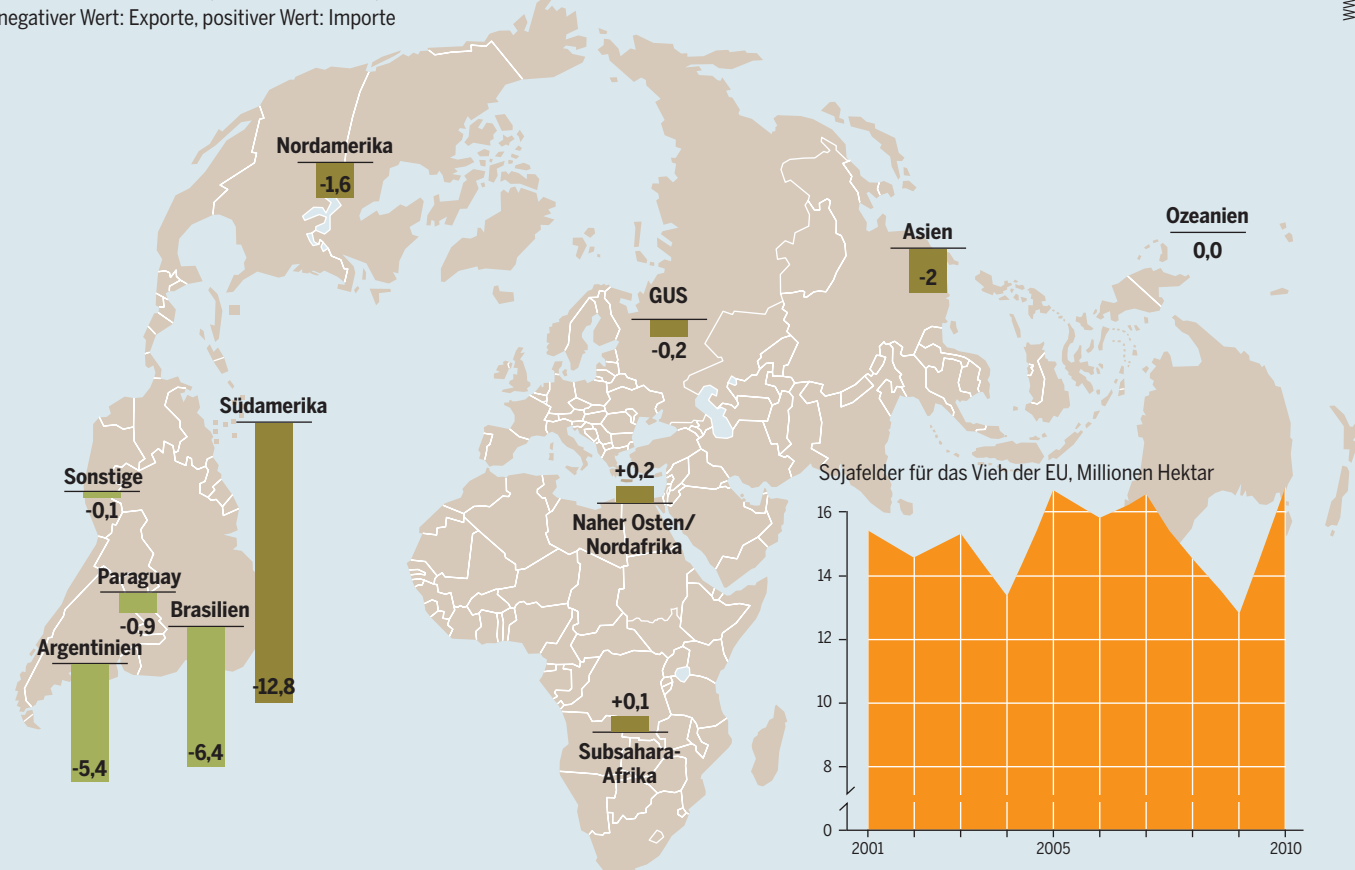 negativer Wert: Exporte, positiver Wert: Importe
Nordamerika
-1,6
Ozeanien
0,0
Asien
-2
GUS
-0,2
Südamerika
-12,8
Sonstige
-0,1
Paraguay
-0,9
Brasilien
-6,4
Argentinien
-5,4
+0,2
Naher Osten/
Nordafrika
+0,1
Subsahara-
Afrika
Sojafelder für das Vieh der EU, Millionen Hektar
16
14
12
10
8
0
2001
2005
2010